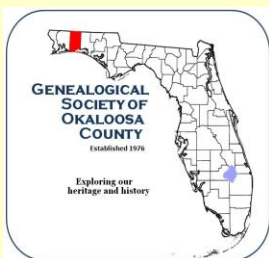 GENEALOGICAL
SOCIETY OF
OKALOOSA
COUNTY
Established 1976
Exploring our
heritage and history